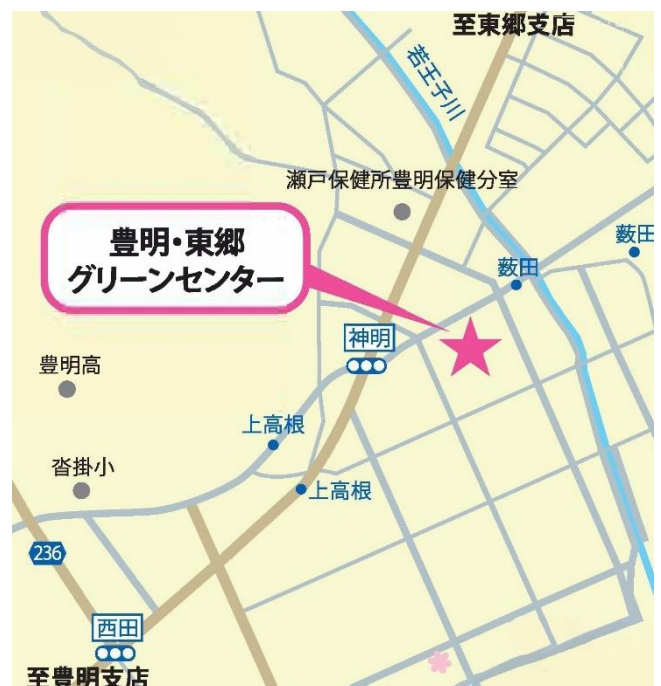 至東郷支店
若王子川
瀬戸保健所豊明保健分室
豊明・東郷
グリーンセンター
薮田
薮田
神明
豊明高
上高根
沓掛小
上高根
236
西田
至豊明支店